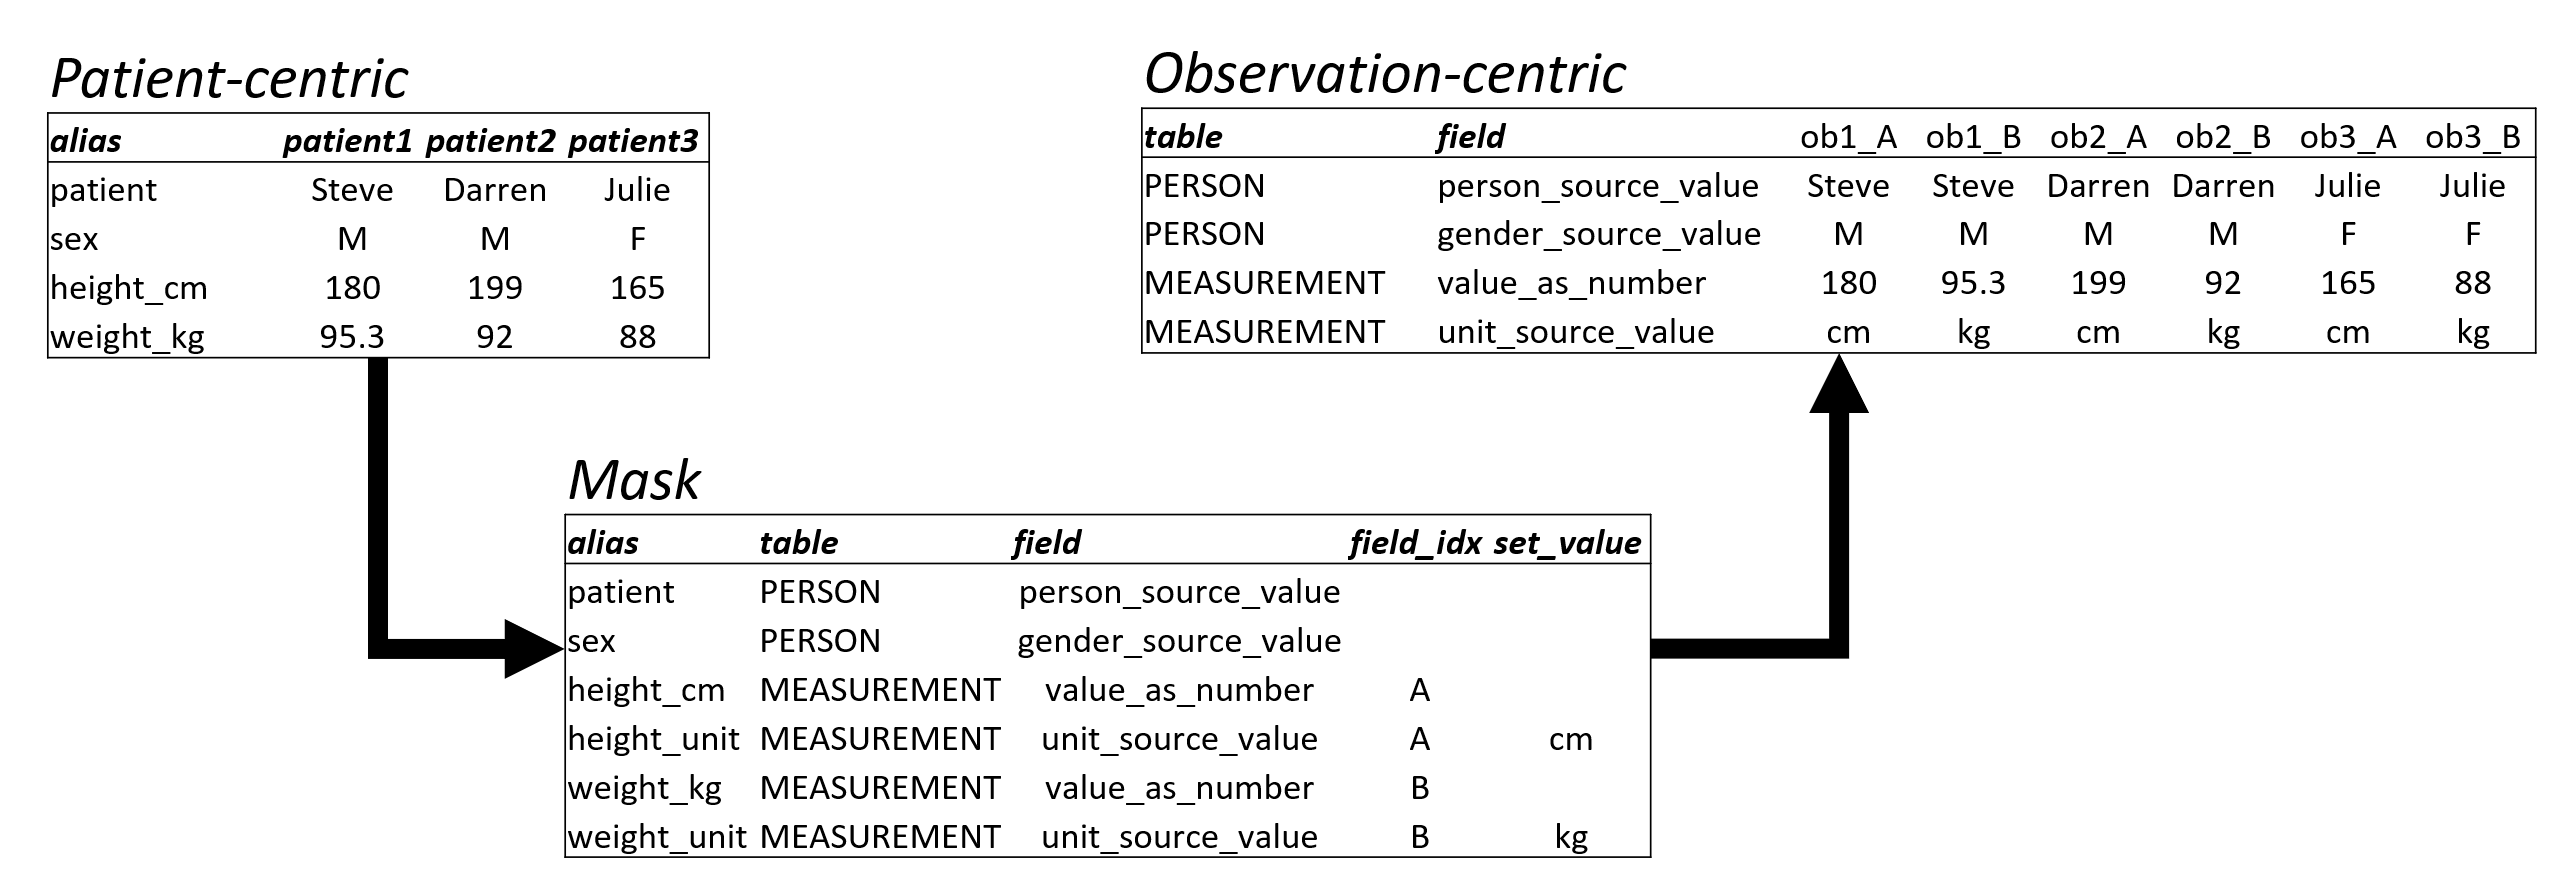 Patient-centric
alias patient1 patient2 patient3
patient Steve Darren Julie
sex M M F
height_cm 180 199 165
weight_kg 95.3 92 88
Observation-centric
table field ob1_A ob1_B ob2_A ob2_B ob3_A ob3_B
PERSON person_source_value Steve Steve Darren Darren Julie Julie
PERSON gender_source_value M M M M F F
MEASUREMENT value_as_number 180 95.3 199 92 165 88
MEASUREMENT unit_source_value cm kg cm kg cm kg
Mask
alias table field field_idx set_value
patient PERSON person_source_value
sex PERSON gender_source_value
height_cm MEASUREMENT value_as_number A
height_unit MEASUREMENT unit_source_value A cm
weight_kg MEASUREMENT value_as_number B
weight_unit MEASUREMENT unit_source_value B kg